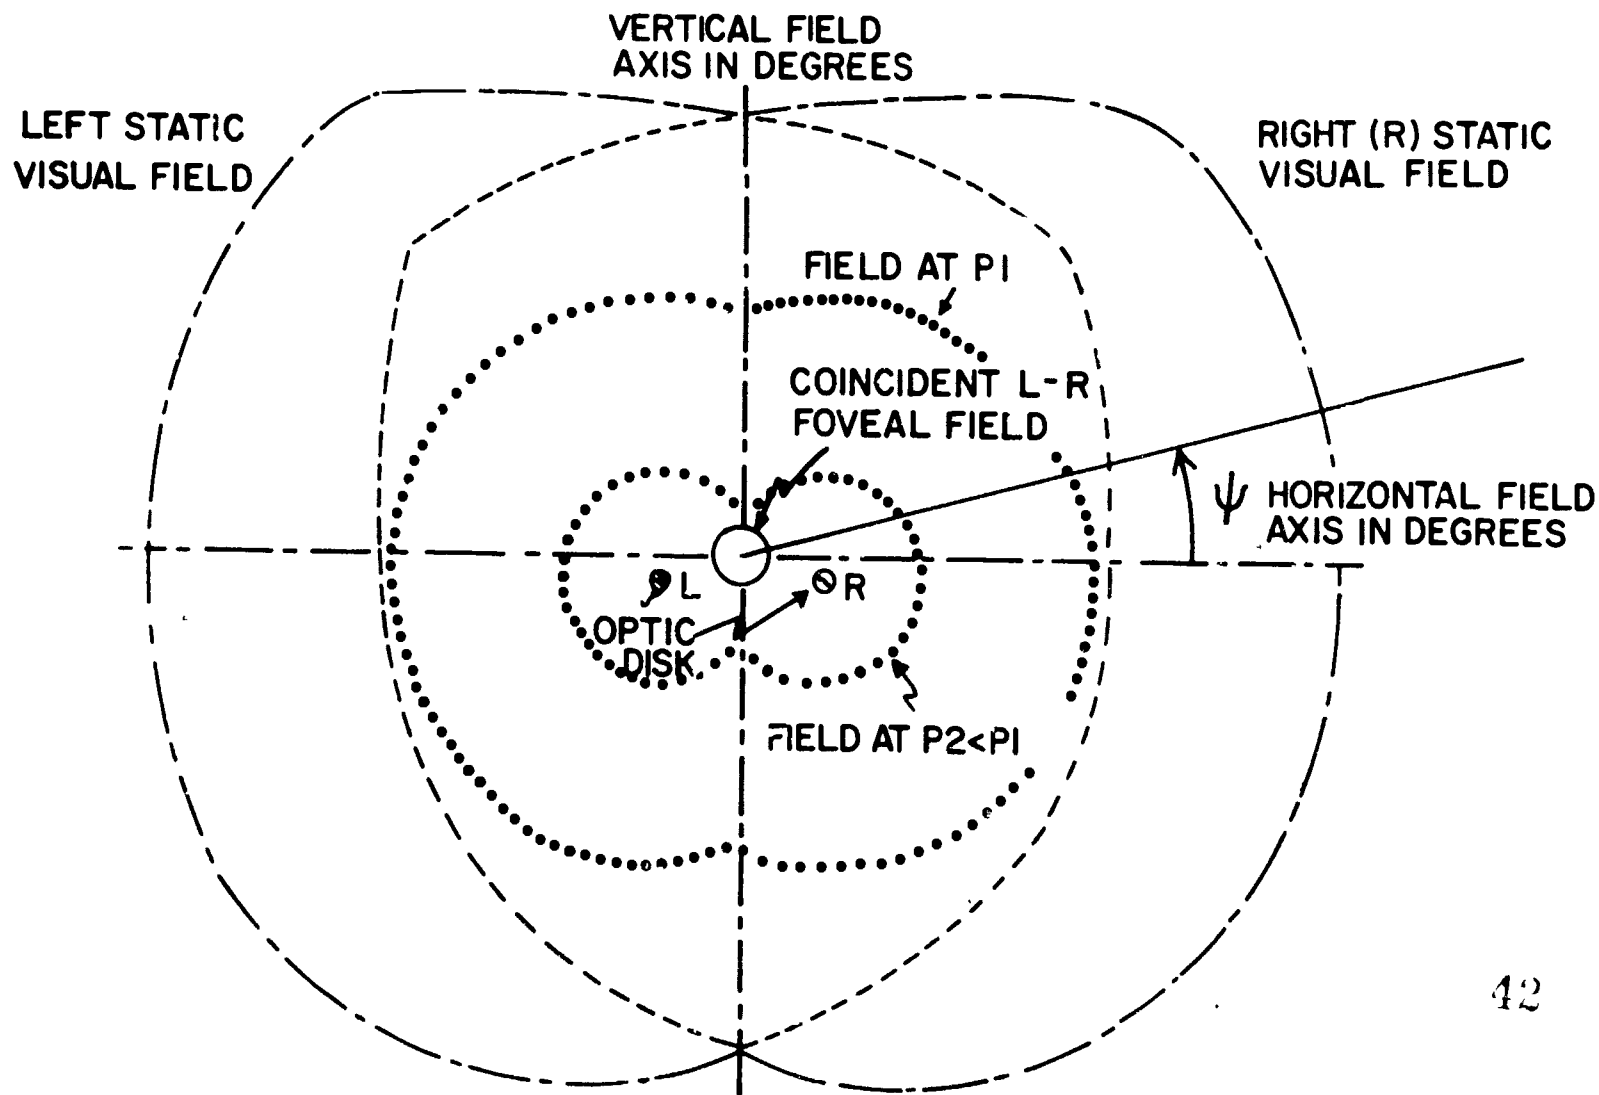 VERTICAL FIELD
AXIS IN DEGREES
LEFT STATIC
VISUAL FIELD
RIGHT (R) STATIC
VISUAL FIELD
FIELD AT P1
COINCIDENT L-R
FOVEAL FIELD
Ψ HORIZONTAL FIELD
AXIS IN DEGREES
L
R
OPTIC
DISK
FIELD AT P2<P1
42